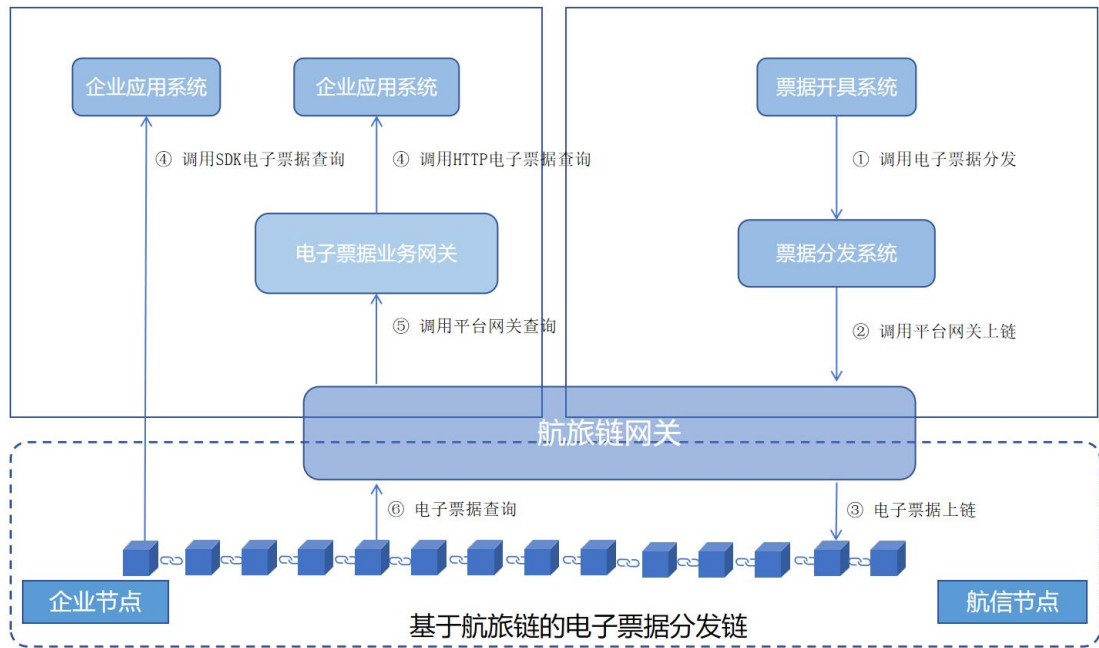 企业应用系统
企业应用系统
票据开具系统
④ 调用SDK电子票据查询
④ 调用HTTP电子票据查询
① 调用电子票据分发
电子票据业务网关
票据分发系统
⑤ 调用平台网关查询
② 调用平台网关上链
航旅链网关
⑥ 电子票据查询
③ 电子票据上链
企业节点
航信节点
基于航旅链的电子票据分发链